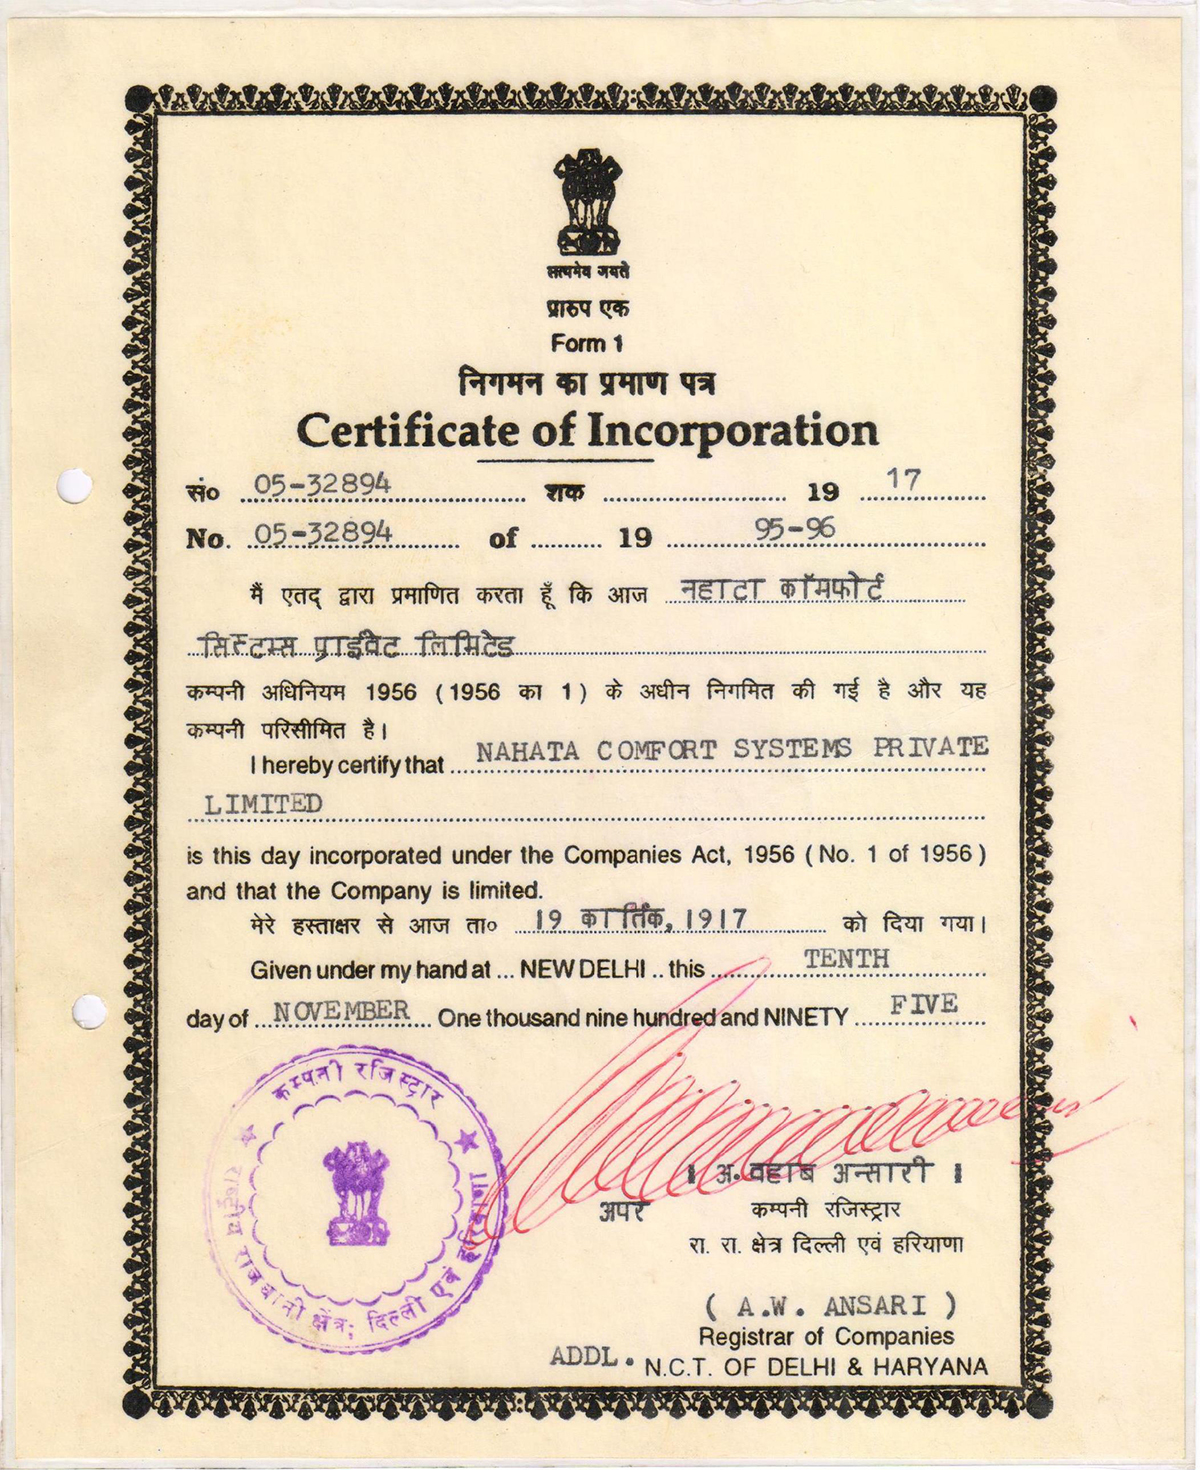 सत्यमेव जयते
प्रारुप एक
Form 1
निगमन का प्रमाण पत्र
Certificate of Incorporation
सं० 05-32894 शक 19 17
No. 05-32894 of 19 95-96
मैं एतद् द्वारा प्रमाणित करता हूँ कि आज नहाटा कॉमफोर्ट
सिस्टम्स प्राईवेट लिमिटेड
कम्पनी अधिनियम 1956 (1956 का 1) के अधीन निगमित की गई है और यह
कम्पनी परिसीमित है।
I hereby certify that NAHATA COMFORT SYSTEMS PRIVATE
LIMITED
is this day incorporated under the Companies Act, 1956 (No. 1 of 1956)
and that the Company is limited.
मेरे हस्ताक्षर से आज ता० 19 कार्तिक, 1917 को दिया गया।
Given under my hand at ... NEW DELHI .. this TENTH
day of NOVEMBER One thousand nine hundred and NINETY FIVE
कम्पनी रजिस्ट्रार
राष्ट्रीय राजधानी क्षेत्र; दिल्ली एवं हरियाणा
। अ. वहाब अन्सारी ।
अपर कम्पनी रजिस्ट्रार
रा. रा. क्षेत्र दिल्ली एवं हरियाणा
( A.W. ANSARI )
Registrar of Companies
ADDL. N.C.T. OF DELHI & HARYANA